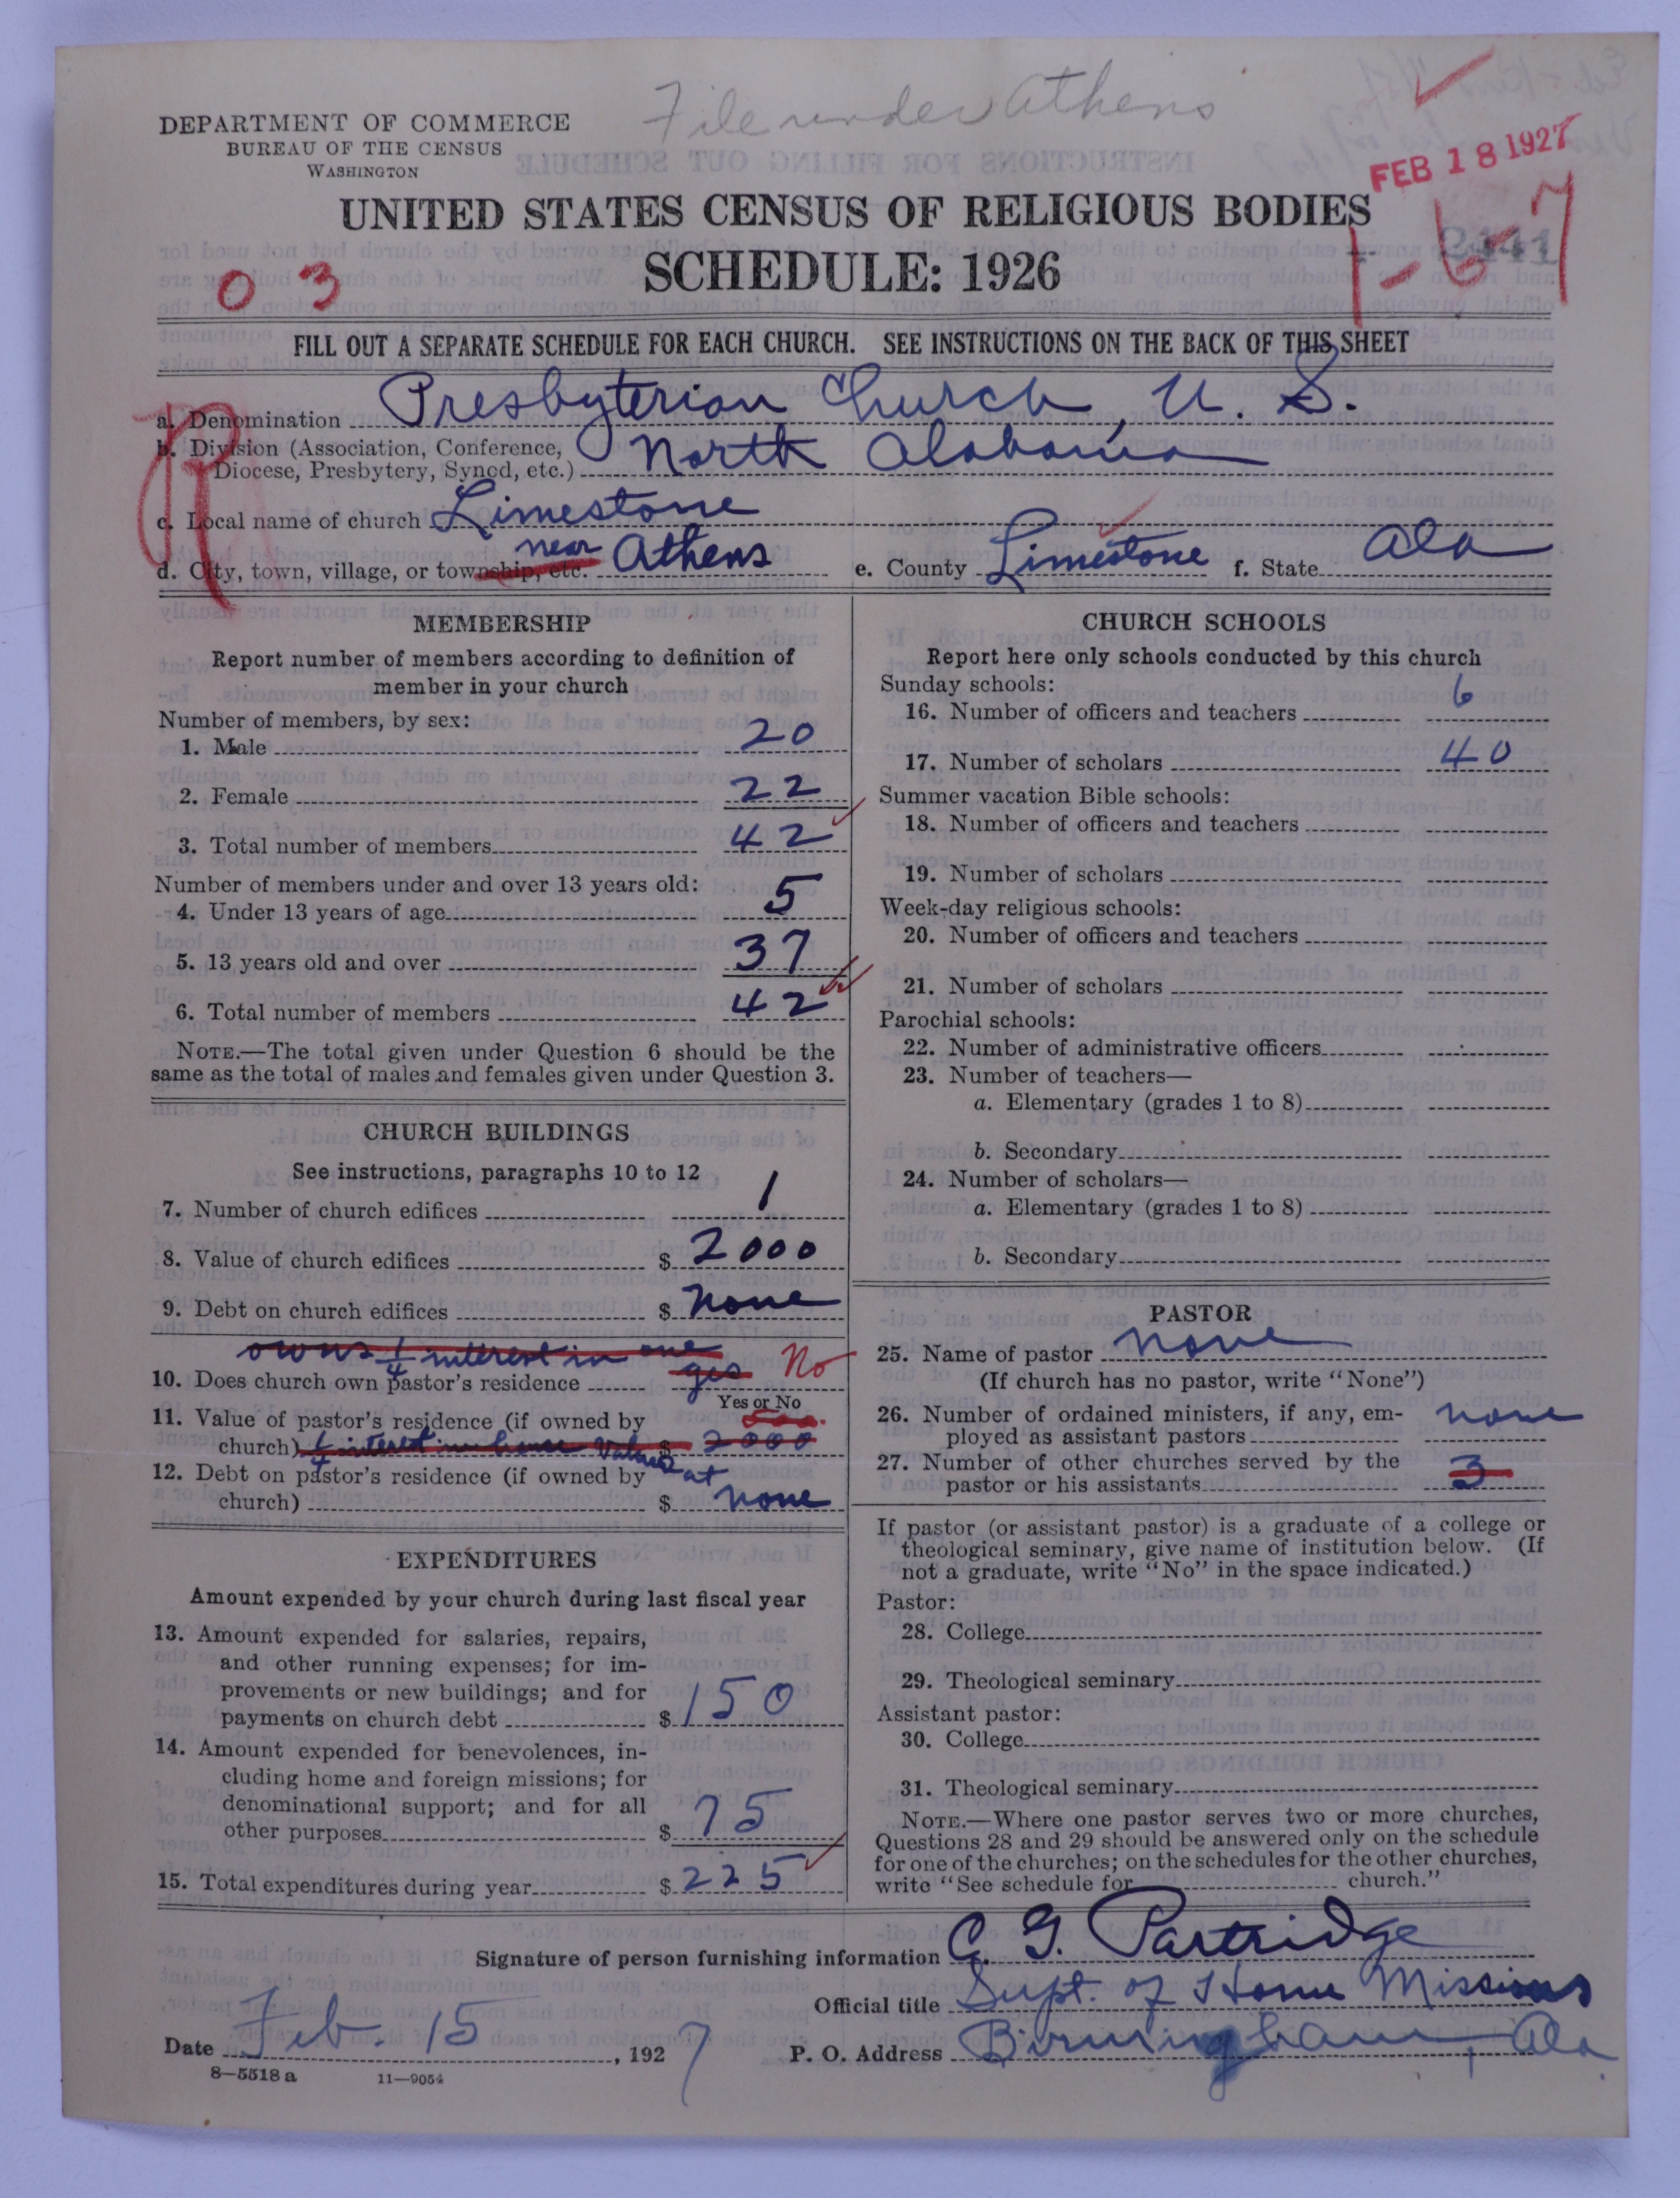 File under Athens
DEPARTMENT OF COMMERCE
BUREAU OF THE CENSUS
WASHINGTON
FEB 18 1927
UNITED STATES CENSUS OF RELIGIOUS BODIES
SCHEDULE: 1926
2441
1-6-7
0 3
FILL OUT A SEPARATE SCHEDULE FOR EACH CHURCH. SEE INSTRUCTIONS ON THE BACK OF THIS SHEET
R
a. Denomination Presbyterian Church, U. S.
b. Division (Association, Conference,
Diocese, Presbytery, Synod, etc.) North Alabama
c. Local name of church Limestone
d. City, town, village, or township, etc. near Athens e. County Limestone f. State Ala
MEMBERSHIP
Report number of members according to definition of
member in your church
Number of members, by sex:
1. Male 20
2. Female 22
3. Total number of members 42
Number of members under and over 13 years old:
4. Under 13 years of age 5
5. 13 years old and over 37
6. Total number of members 42
NOTE.—The total given under Question 6 should be the
same as the total of males and females given under Question 3.
CHURCH BUILDINGS
See instructions, paragraphs 10 to 12
7. Number of church edifices 1
8. Value of church edifices $ 2000
9. Debt on church edifices $ none
owns 1/4 interest in one
10. Does church own pastor's residence yes No
Yes or No
11. Value of pastor's residence (if owned by
church) 1/4 interest in house Valued at $ 2000
12. Debt on pastor's residence (if owned by
church) $ none
EXPENDITURES
Amount expended by your church during last fiscal year
13. Amount expended for salaries, repairs,
and other running expenses; for im-
provements or new buildings; and for
payments on church debt $ 150
14. Amount expended for benevolences, in-
cluding home and foreign missions; for
denominational support; and for all
other purposes $ 75
15. Total expenditures during year $ 225
CHURCH SCHOOLS
Report here only schools conducted by this church
Sunday schools:
16. Number of officers and teachers 6
17. Number of scholars 40
Summer vacation Bible schools:
18. Number of officers and teachers
19. Number of scholars
Week-day religious schools:
20. Number of officers and teachers
21. Number of scholars
Parochial schools:
22. Number of administrative officers
23. Number of teachers—
a. Elementary (grades 1 to 8)
b. Secondary
24. Number of scholars—
a. Elementary (grades 1 to 8)
b. Secondary
PASTOR
25. Name of pastor none
(If church has no pastor, write "None")
26. Number of ordained ministers, if any, em-
ployed as assistant pastors none
27. Number of other churches served by the
pastor or his assistants 3
If pastor (or assistant pastor) is a graduate of a college or
theological seminary, give name of institution below. (If
not a graduate, write "No" in the space indicated.)
Pastor:
28. College
29. Theological seminary
Assistant pastor:
30. College
31. Theological seminary
NOTE.—Where one pastor serves two or more churches,
Questions 28 and 29 should be answered only on the schedule
for one of the churches; on the schedules for the other churches,
write "See schedule for church."
Signature of person furnishing information C. G. Partridge
Official title Supt. of Home Missions
Date Feb. 15, 1927 P. O. Address Birmingham, Ala.
8—5518 a 11—9054